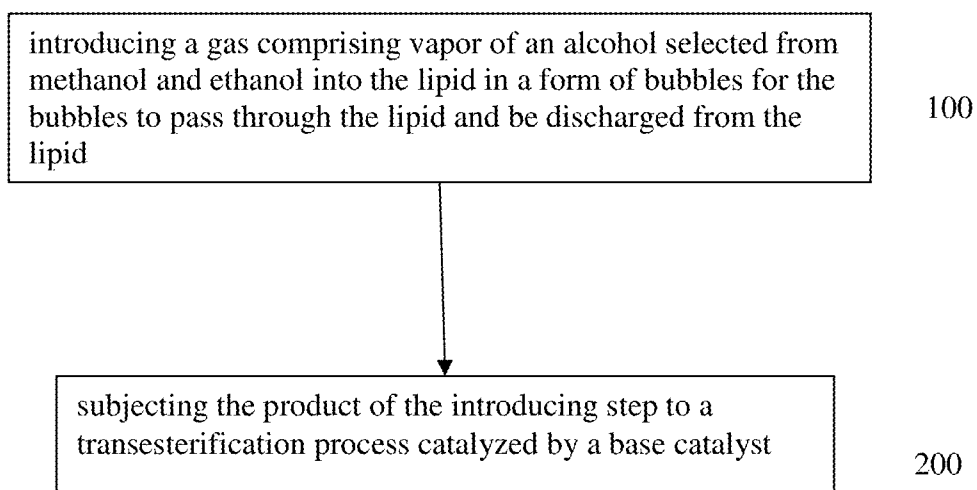 introducing a gas comprising vapor of an alcohol selected from
methanol and ethanol into the lipid in a form of bubbles for the
bubbles to pass through the lipid and be discharged from the
lipid
100
subjecting the product of the introducing step to a
transesterification process catalyzed by a base catalyst
200